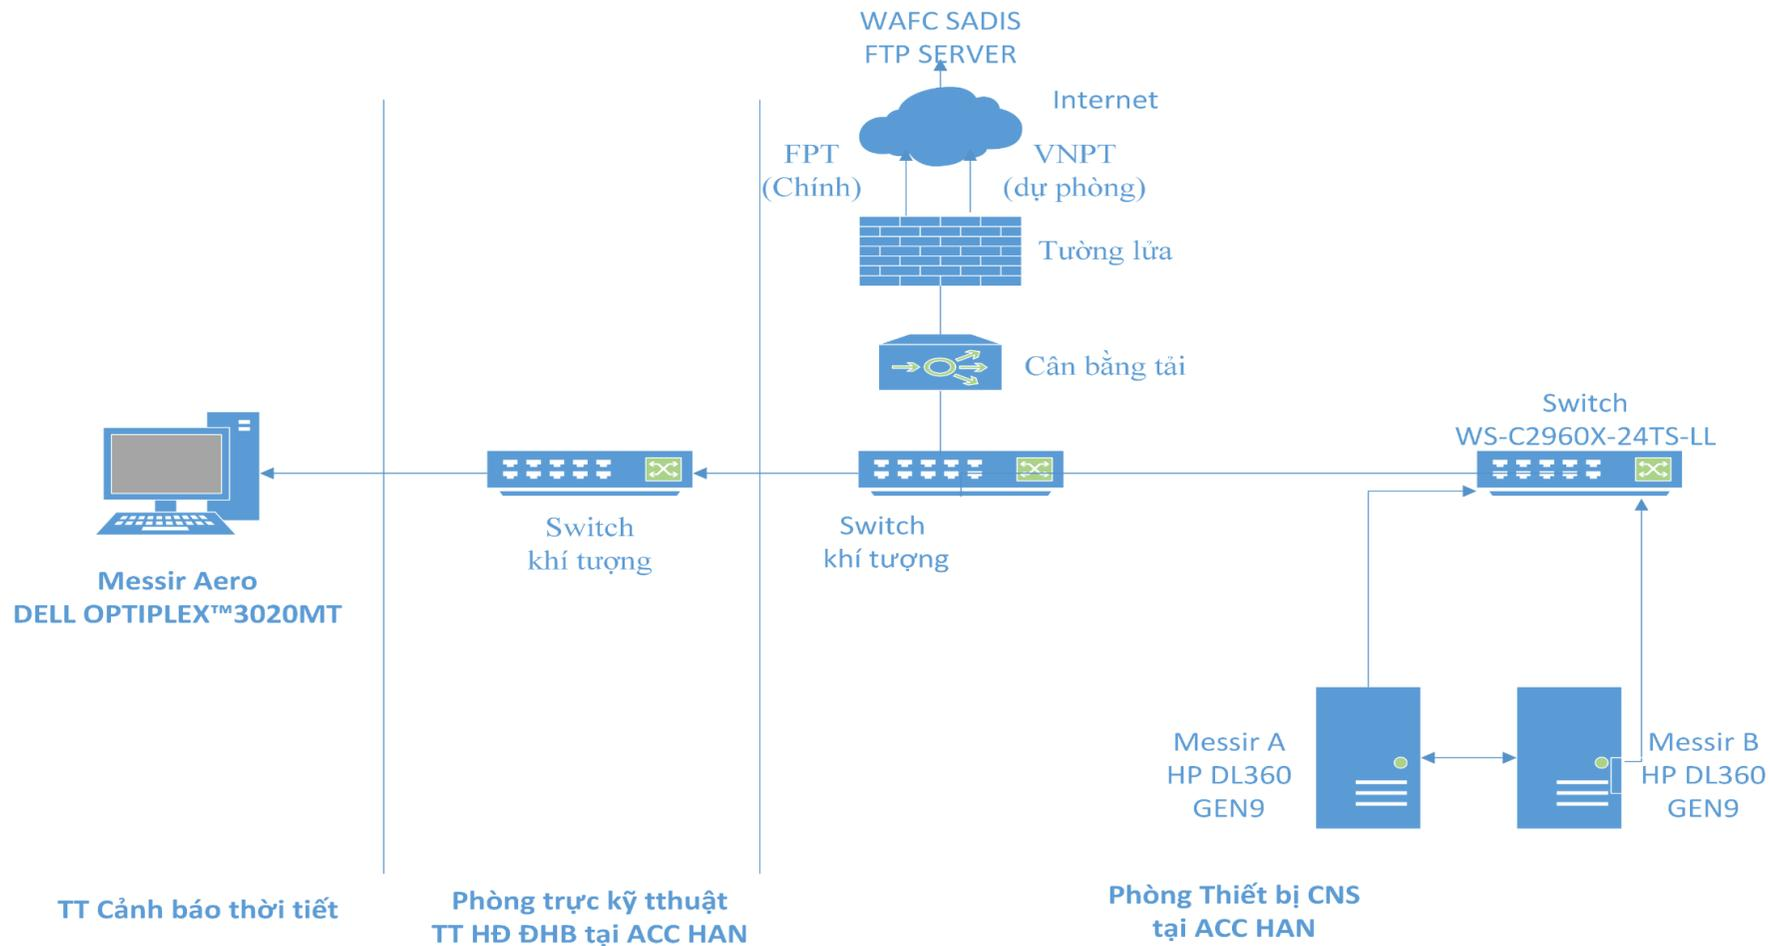 WAFC SADIS
FTP SERVER
Internet
FPT
(Chính)
VNPT
(dự phòng)
Tường lửa
Cân bằng tải
Switch
WS-C2960X-24TS-LL
Switch
khí tượng
Switch
khí tượng
Messir Aero
DELL OPTIPLEX™3020MT
Messir A
HP DL360
GEN9
Messir B
HP DL360
GEN9
TT Cảnh báo thời tiết
Phòng trực kỹ tthuật
TT HĐ ĐHB tại ACC HAN
Phòng Thiết bị CNS
tại ACC HAN